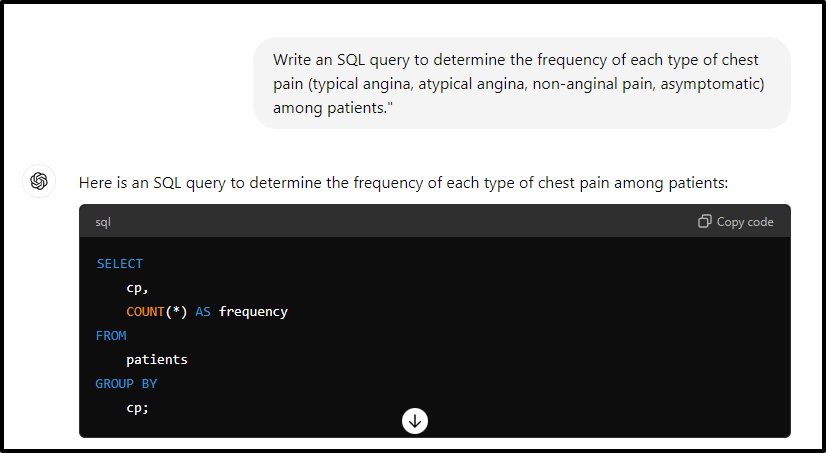 Write an SQL query to determine the frequency of each type of chest
pain (typical angina, atypical angina, non-anginal pain, asymptomatic)
among patients."
Here is an SQL query to determine the frequency of each type of chest pain among patients:
sql
Copy code
SELECT
    cp,
    COUNT(*) AS frequency
FROM
    patients
GROUP BY
    cp;